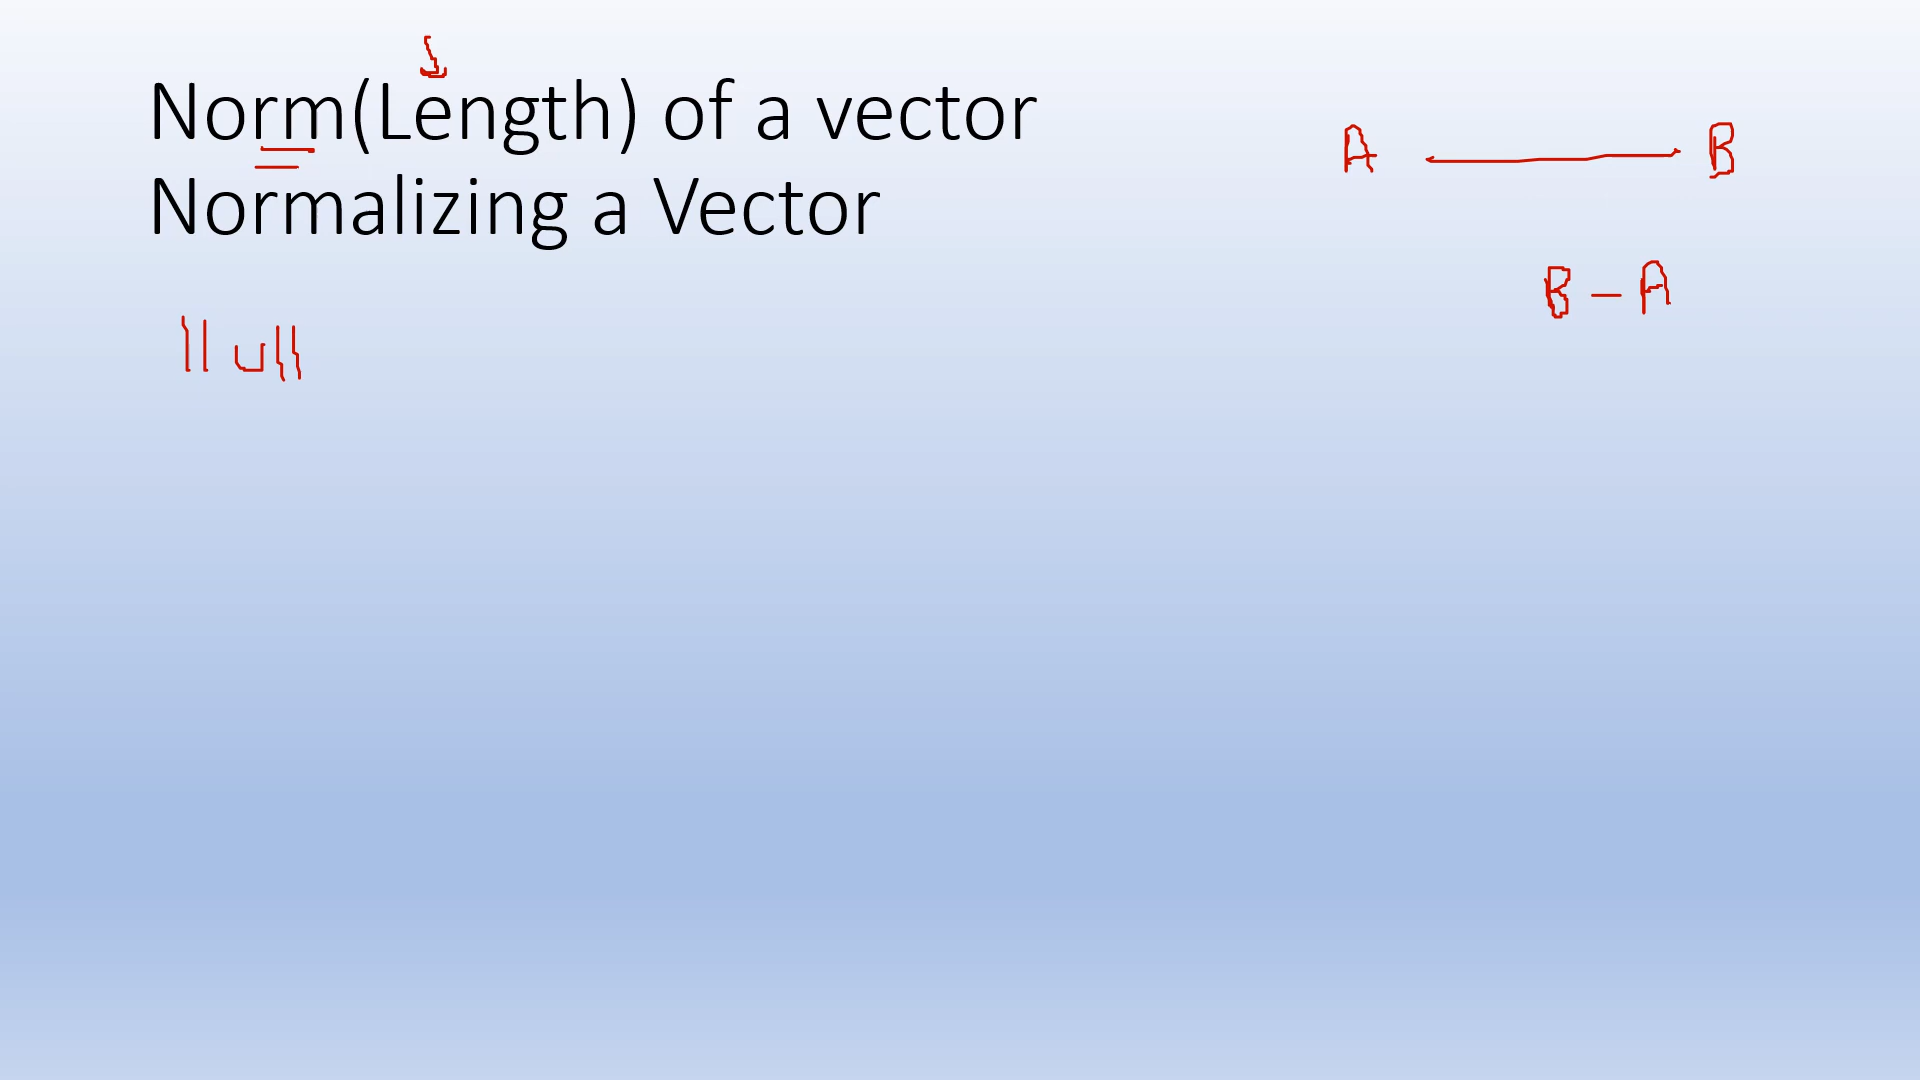 Norm(Length) of a vector
Normalizing a Vector
A B
B - A
||u||